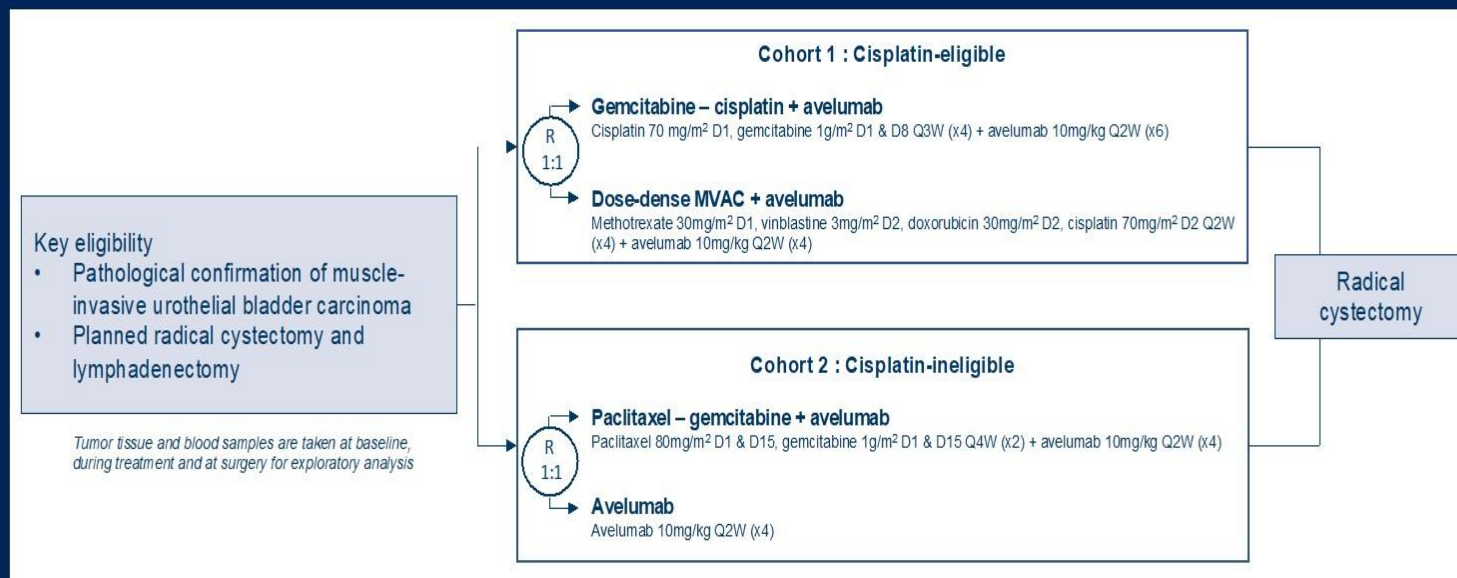 Key eligibility
• Pathological confirmation of muscle-
invasive urothelial bladder carcinoma
• Planned radical cystectomy and
lymphadenectomy
Tumor tissue and blood samples are taken at baseline,
during treatment and at surgery for exploratory analysis
Cohort 1 : Cisplatin-eligible
R
1:1
Gemcitabine – cisplatin + avelumab
Cisplatin 70 mg/m² D1, gemcitabine 1g/m² D1 & D8 Q3W (x4) + avelumab 10mg/kg Q2W (x6)
Dose-dense MVAC + avelumab
Methotrexate 30mg/m² D1, vinblastine 3mg/m² D2, doxorubicin 30mg/m² D2, cisplatin 70mg/m² D2 Q2W
(x4) + avelumab 10mg/kg Q2W (x4)
Cohort 2 : Cisplatin-ineligible
R
1:1
Paclitaxel – gemcitabine + avelumab
Paclitaxel 80mg/m² D1 & D15, gemcitabine 1g/m² D1 & D15 Q4W (x2) + avelumab 10mg/kg Q2W (x4)
Avelumab
Avelumab 10mg/kg Q2W (x4)
Radical
cystectomy